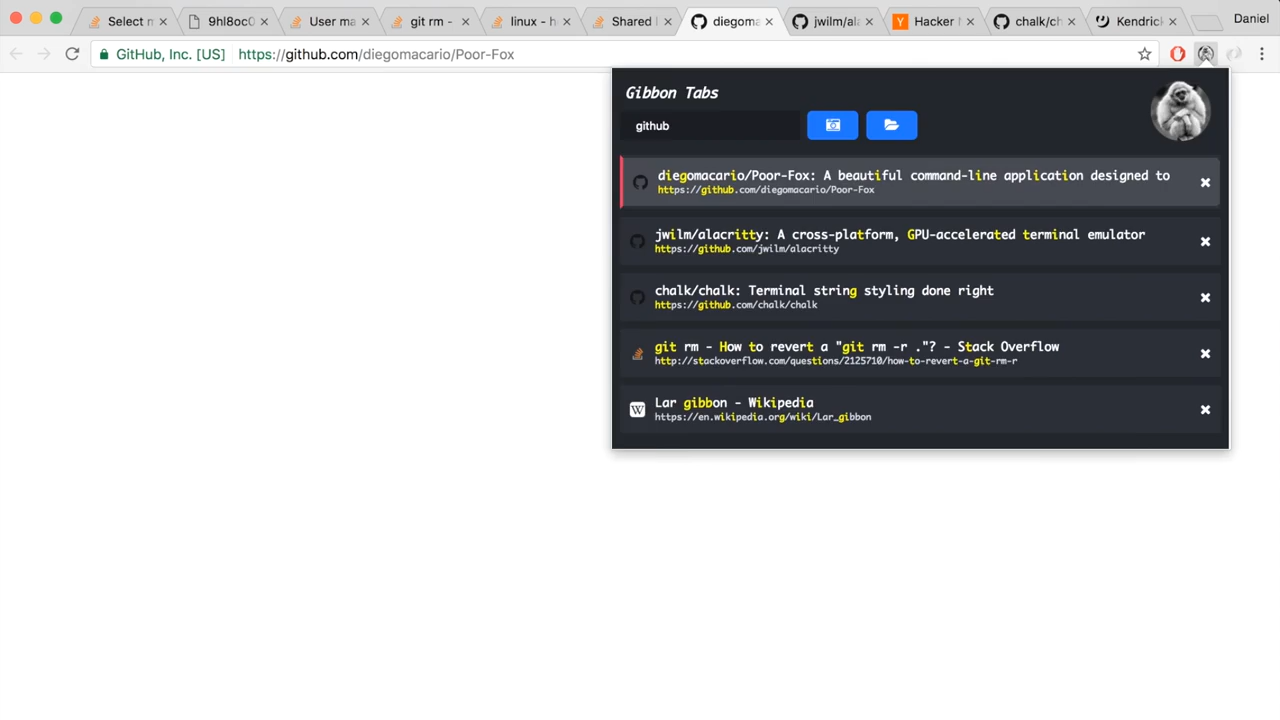 Select m
9hl8oc0
User ma
git rm -
linux - h
Shared l
diegoma
jwilm/ala
Y
Hacker N
chalk/ch
Kendrick
Daniel
GitHub, Inc. [US] https://github.com/diegomacario/Poor-Fox
Gibbon Tabs
github
diegomacario/Poor-Fox: A beautiful command-line application designed to
https://github.com/diegomacario/Poor-Fox
jwilm/alacritty: A cross-platform, GPU-accelerated terminal emulator
https://github.com/jwilm/alacritty
chalk/chalk: Terminal string styling done right
https://github.com/chalk/chalk
git rm - How to revert a "git rm -r ."? - Stack Overflow
http://stackoverflow.com/questions/2125710/how-to-revert-a-git-rm-r
W
Lar gibbon - Wikipedia
https://en.wikipedia.org/wiki/Lar_gibbon